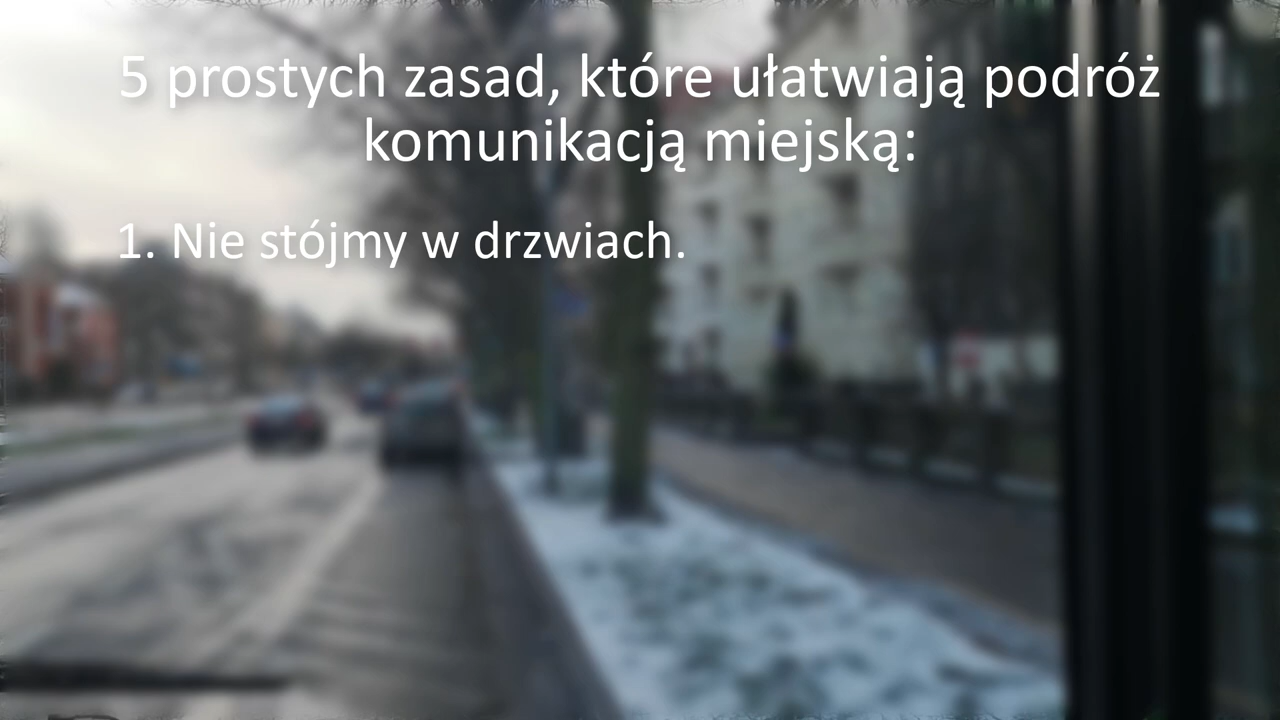 5 prostych zasad, które ułatwiają podróż
komunikacją miejską:
1. Nie stójmy w drzwiach.